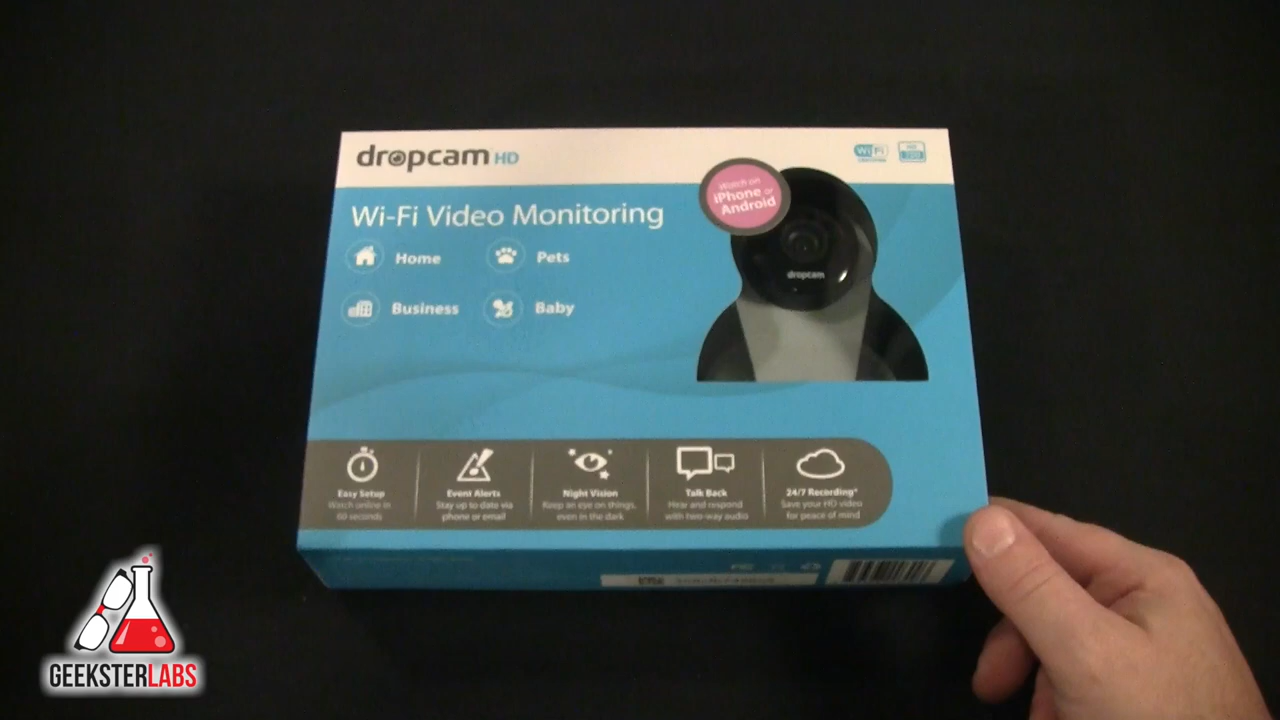 dropcam HD
WiFi
Watch on
iPhone or
Android
Wi-Fi Video Monitoring
Home
Pets
Business
Baby
dropcam
Easy Setup
Watch online in
60 seconds
Event Alerts
Stay up to date via
phone or email
Night Vision
Keep an eye on things,
even in the dark
Talk Back
Hear and respond
with two-way audio
24/7 Recording*
Save your HD video
for peace of mind
GEEKSTERLABS